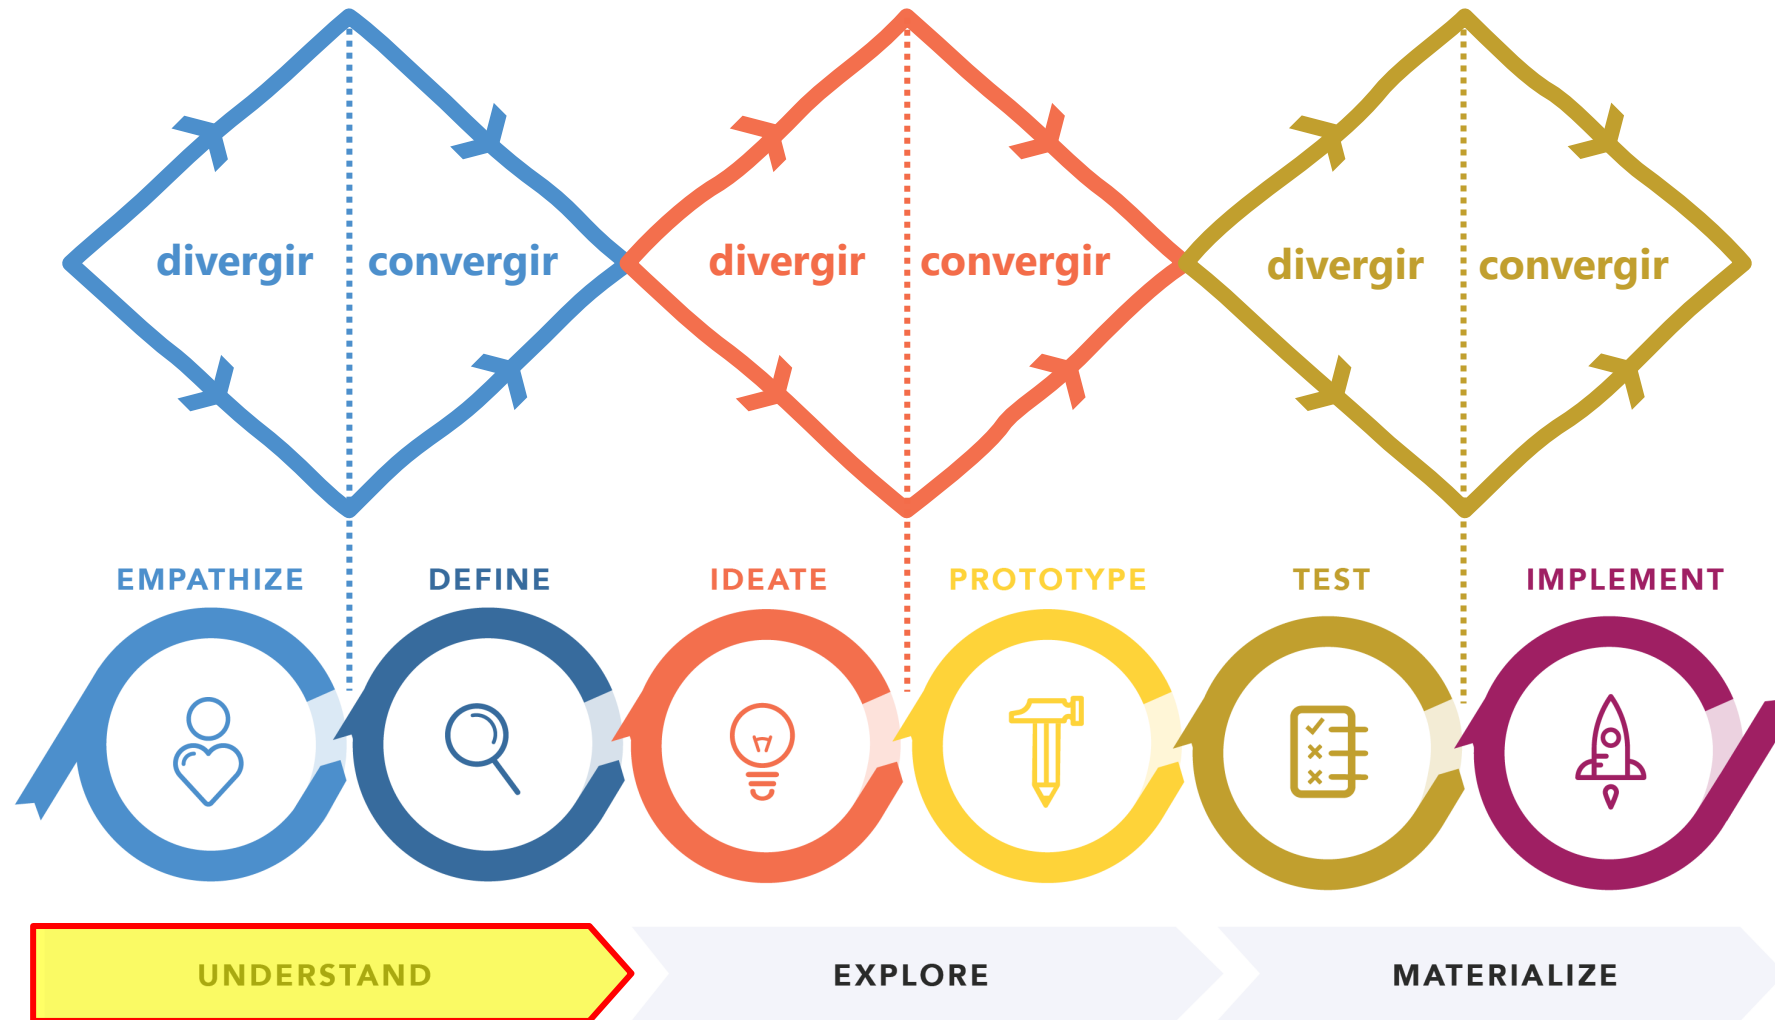 divergir convergir divergir convergir divergir convergir
EMPATHIZE DEFINE IDEATE PROTOTYPE TEST IMPLEMENT
UNDERSTAND EXPLORE MATERIALIZE